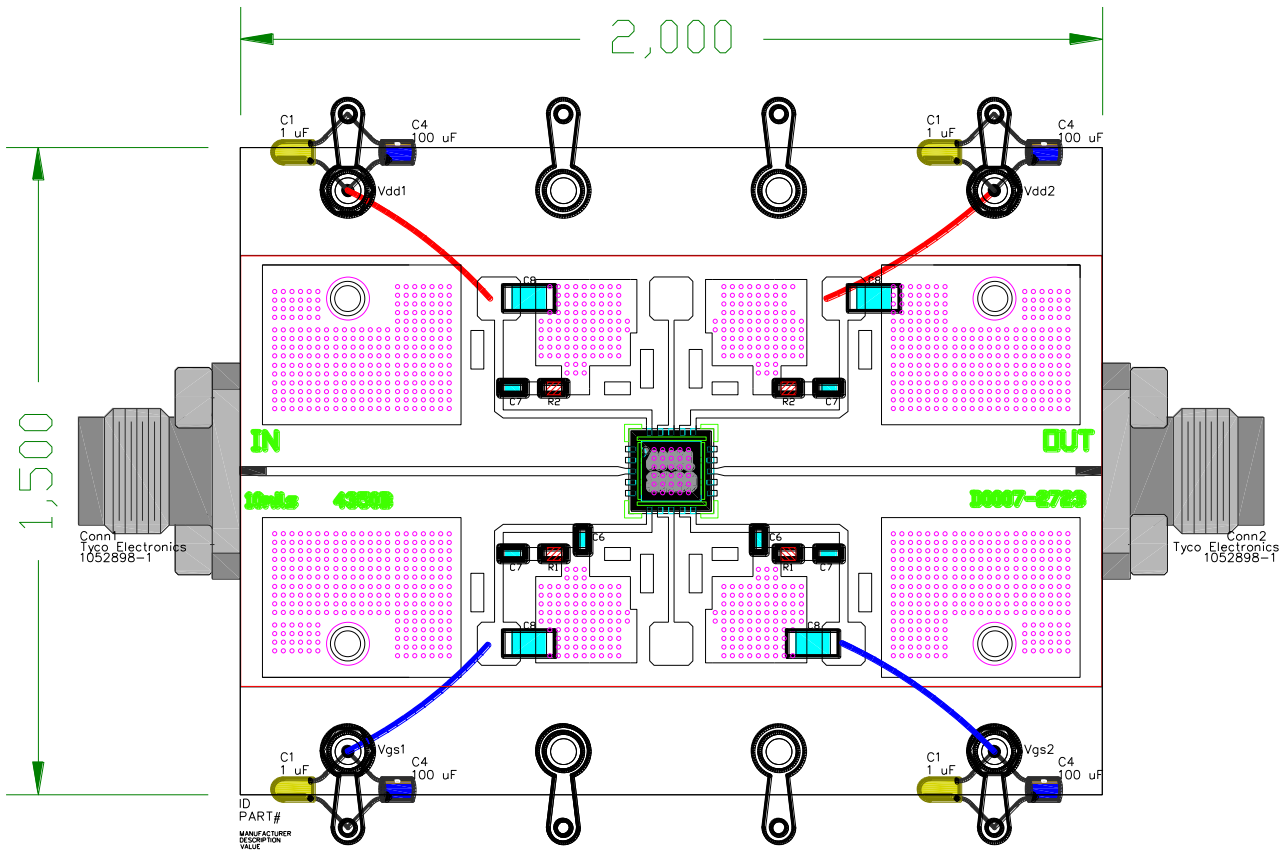 2,000
C1
1 uF
C4
100 uF
C1
1 uF
C4
100 uF
Vdd1
Vdd2
C8
C8
C7
R2
R2
C7
IN
OUT
1,500
10mils 4350B
Conn1
Tyco Electronics
1052898-1
Conn2
Tyco Electronics
1052898-1
C6
C6
C7
R1
R1
C7
C8
C8
Vgs1
Vgs2
C1
1 uF
C4
100 uF
C1
1 uF
C4
100 uF
ID
PART#
MANUFACTURER
DESCRIPTION
VALUE